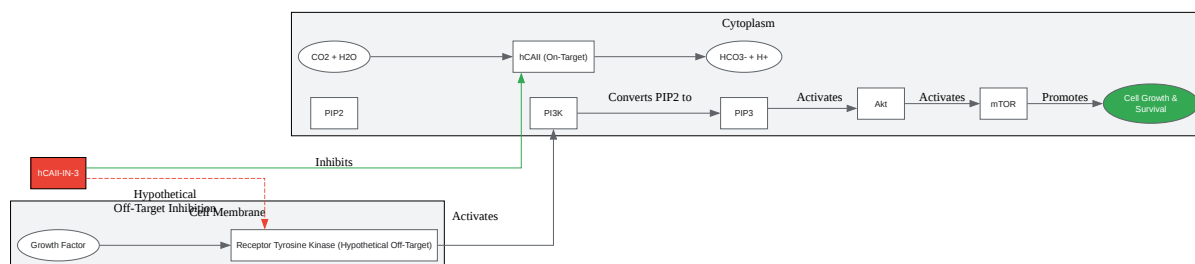 Cytoplasm
CO2 + H2O
hCAII (On-Target)
HCO3- + H+
PIP2
PI3K
Converts PIP2 to
PIP3
Activates
Akt
Activates
mTOR
Promotes
Cell Growth &
Survival
hCAII-IN-3
Inhibits
Hypothetical
Off-Target Inhibition
Cell Membrane
Growth Factor
Receptor Tyrosine Kinase (Hypothetical Off-Target)
Activates